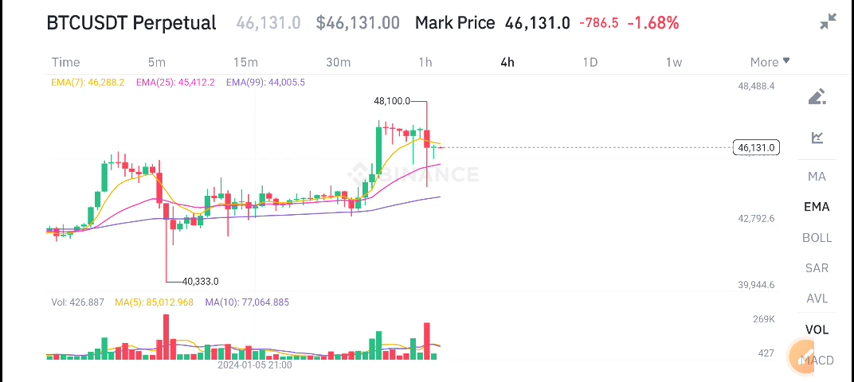 BTCUSDT Perpetual 46,131.0 $46,131.00 Mark Price 46,131.0 -786.5 -1.68%
Time 5m 15m 30m 1h 4h 1D 1w More
EMA(7): 46,288.2 EMA(25): 45,412.2 EMA(99): 44,005.5
48,488.4
48,100.0
46,131.0
BINANCE
MA
EMA
42,792.6
BOLL
SAR
40,333.0
39,944.6
AVL
Vol: 426.887 MA(5): 85,012.968 MA(10): 77,064.885
269K
VOL
427
MACD
2024-01-05 21:00